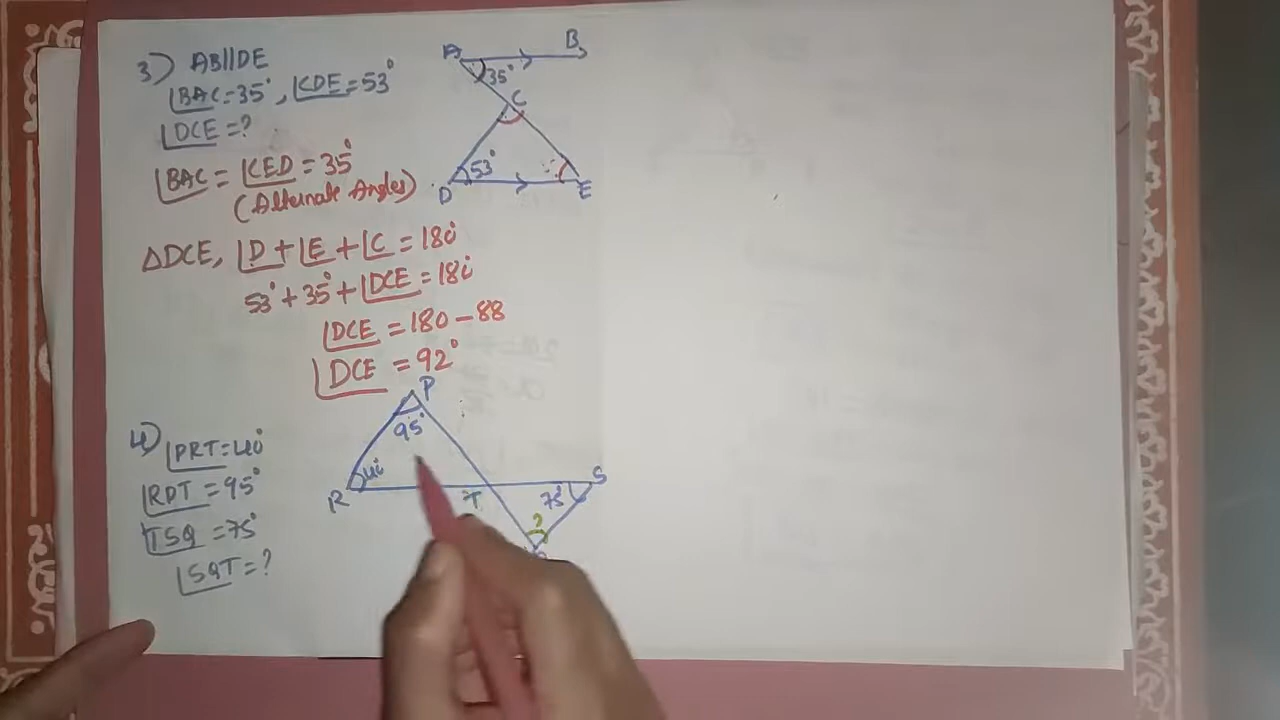 3) AB||DE
∠BAC=35°, ∠CDE=53°
∠DCE=?
∠BAC = ∠CED = 35°
(Alternate Angles)
ΔDCE, ∠D+∠E+∠C=180°
53°+35°+∠DCE=180°
∠DCE=180-88
∠DCE=92°
A B
35°
C
53°
D E
4) ∠PRT=40°
∠RPT=95°
∠TSQ=75°
∠SQT=?
P
95°
40°
R T 75° S
?